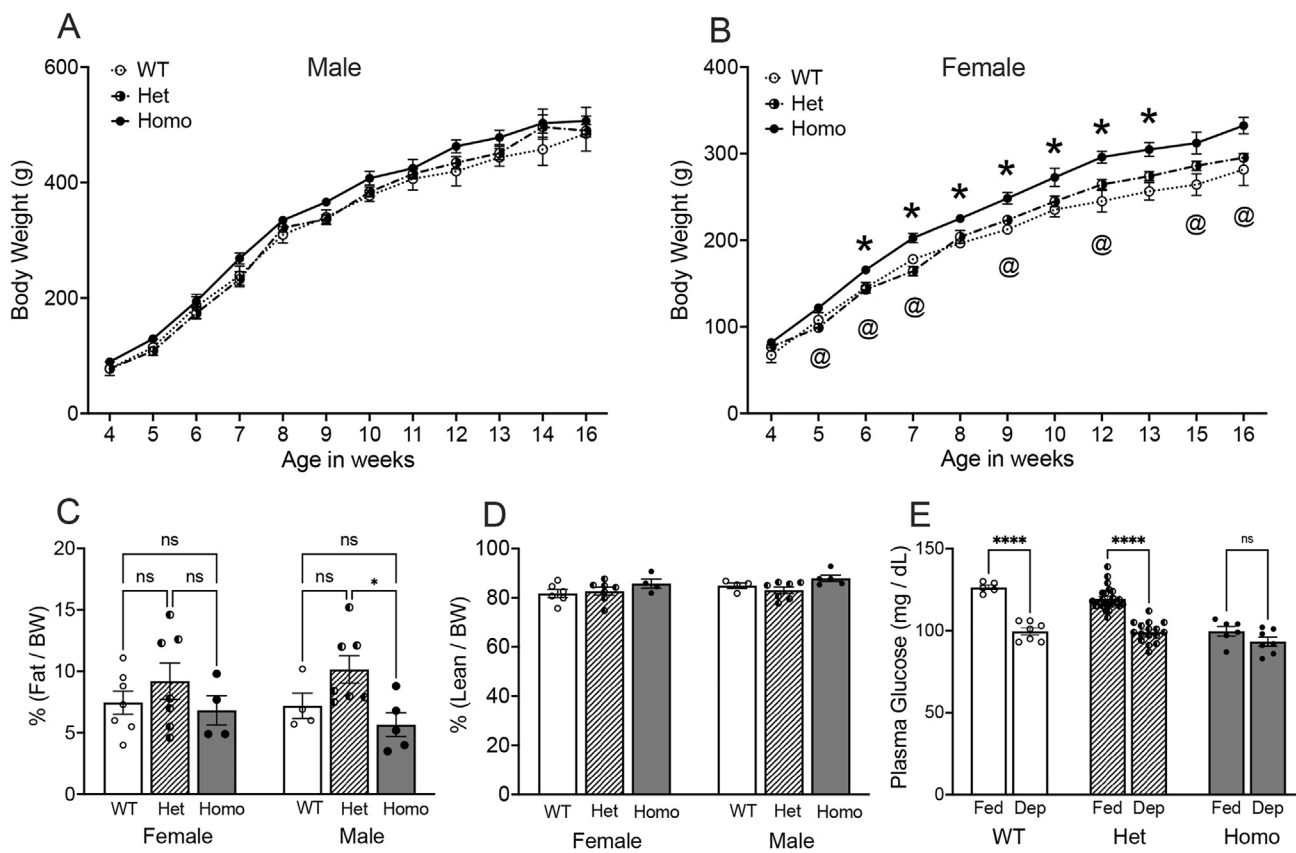 A
Male
WT
Het
Homo
Body Weight (g)
600
400
200
0
4 5 6 7 8 9 10 11 12 13 14 16
Age in weeks
B
Female
WT
Het
Homo
Body Weight (g)
400
300
200
100
0
* * * * * * *
@ @ @ @ @ @ @
4 5 6 7 8 9 10 12 13 15 16
Age in weeks
C
% (Fat / BW)
20
15
10
5
0
ns
ns ns
ns
ns *
WT Het Homo WT Het Homo
Female Male
D
% (Lean / BW)
100
80
60
40
20
0
WT Het Homo WT Het Homo
Female Male
E
Plasma Glucose (mg / dL)
150
100
50
0
**** **** ns
Fed Dep Fed Dep Fed Dep
WT Het Homo